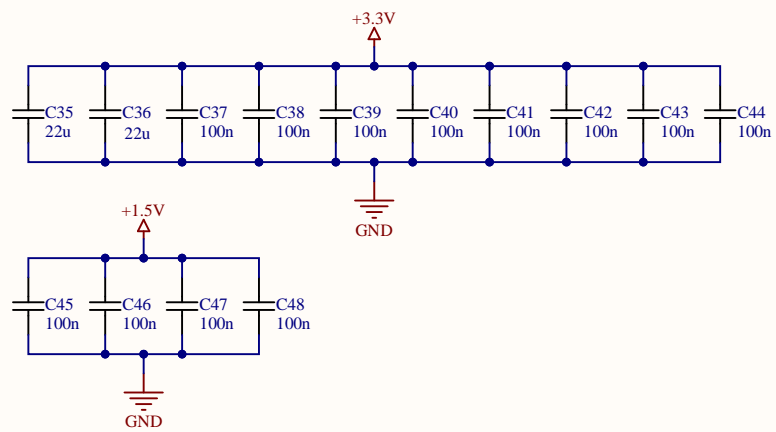 +3.3V
C35 C36 C37 C38 C39 C40 C41 C42 C43 C44
22u 22u 100n 100n 100n 100n 100n 100n 100n 100n
GND
+1.5V
C45 C46 C47 C48
100n 100n 100n 100n
GND